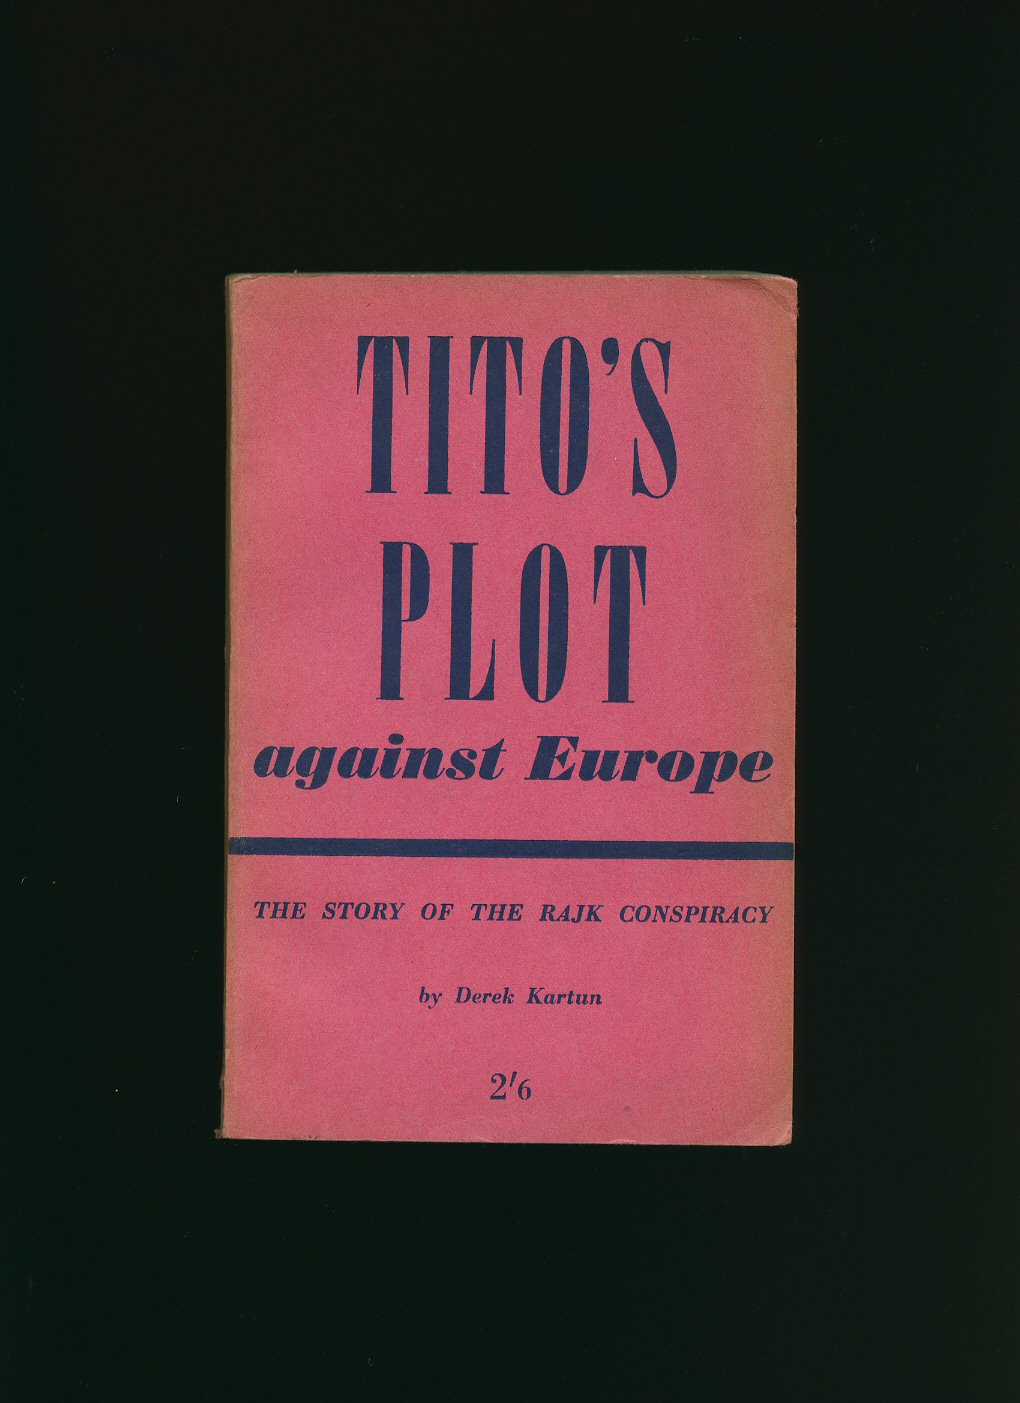 TITO'S
PLOT
against Europe
THE STORY OF THE RAJK CONSPIRACY
by Derek Kartun
2'6